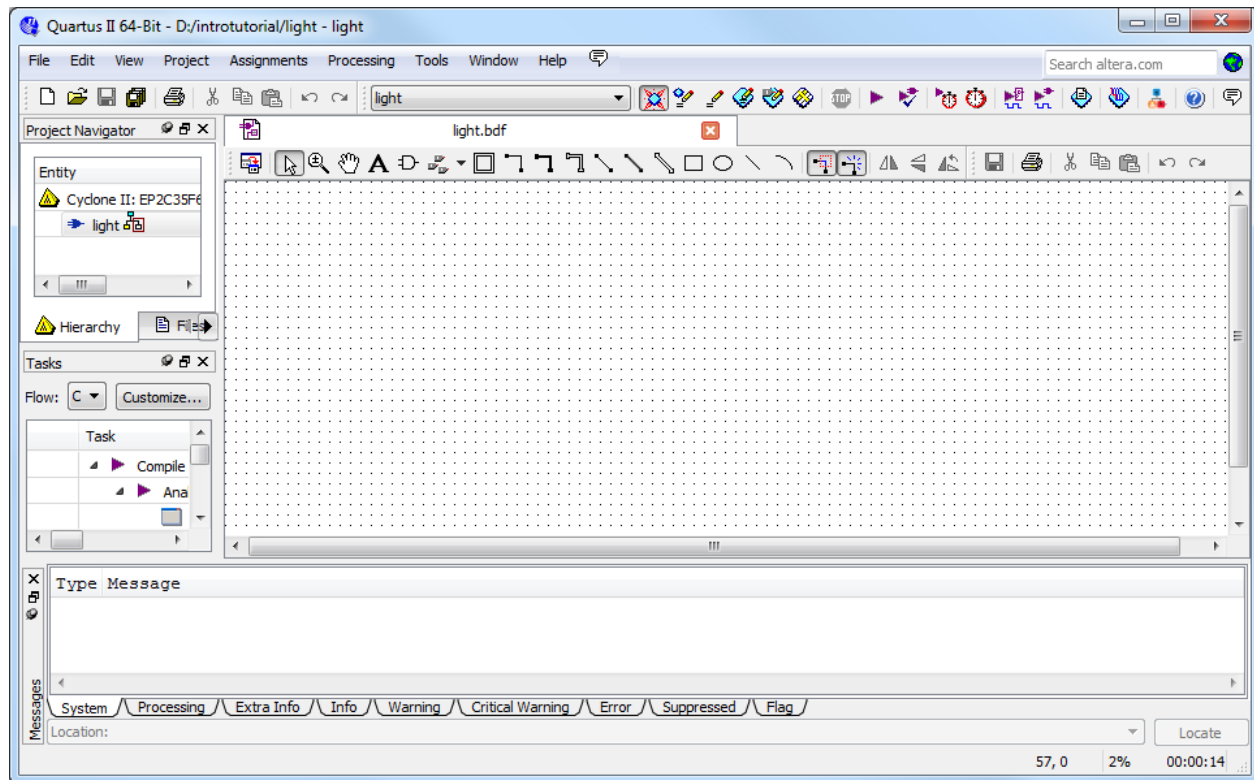 Quartus II 64-Bit - D:/introtutorial/light - light
File Edit View Project Assignments Processing Tools Window Help
Search altera.com
light
STOP
Project Navigator
light.bdf
A
Entity
Cyclone II: EP2C35F6
light
Hierarchy
Files
Tasks
Flow: C Customize...
Task
Compile
Ana
Type Message
Messages
System Processing Extra Info Info Warning Critical Warning Error Suppressed Flag
Location:
Locate
57, 0 2% 00:00:14